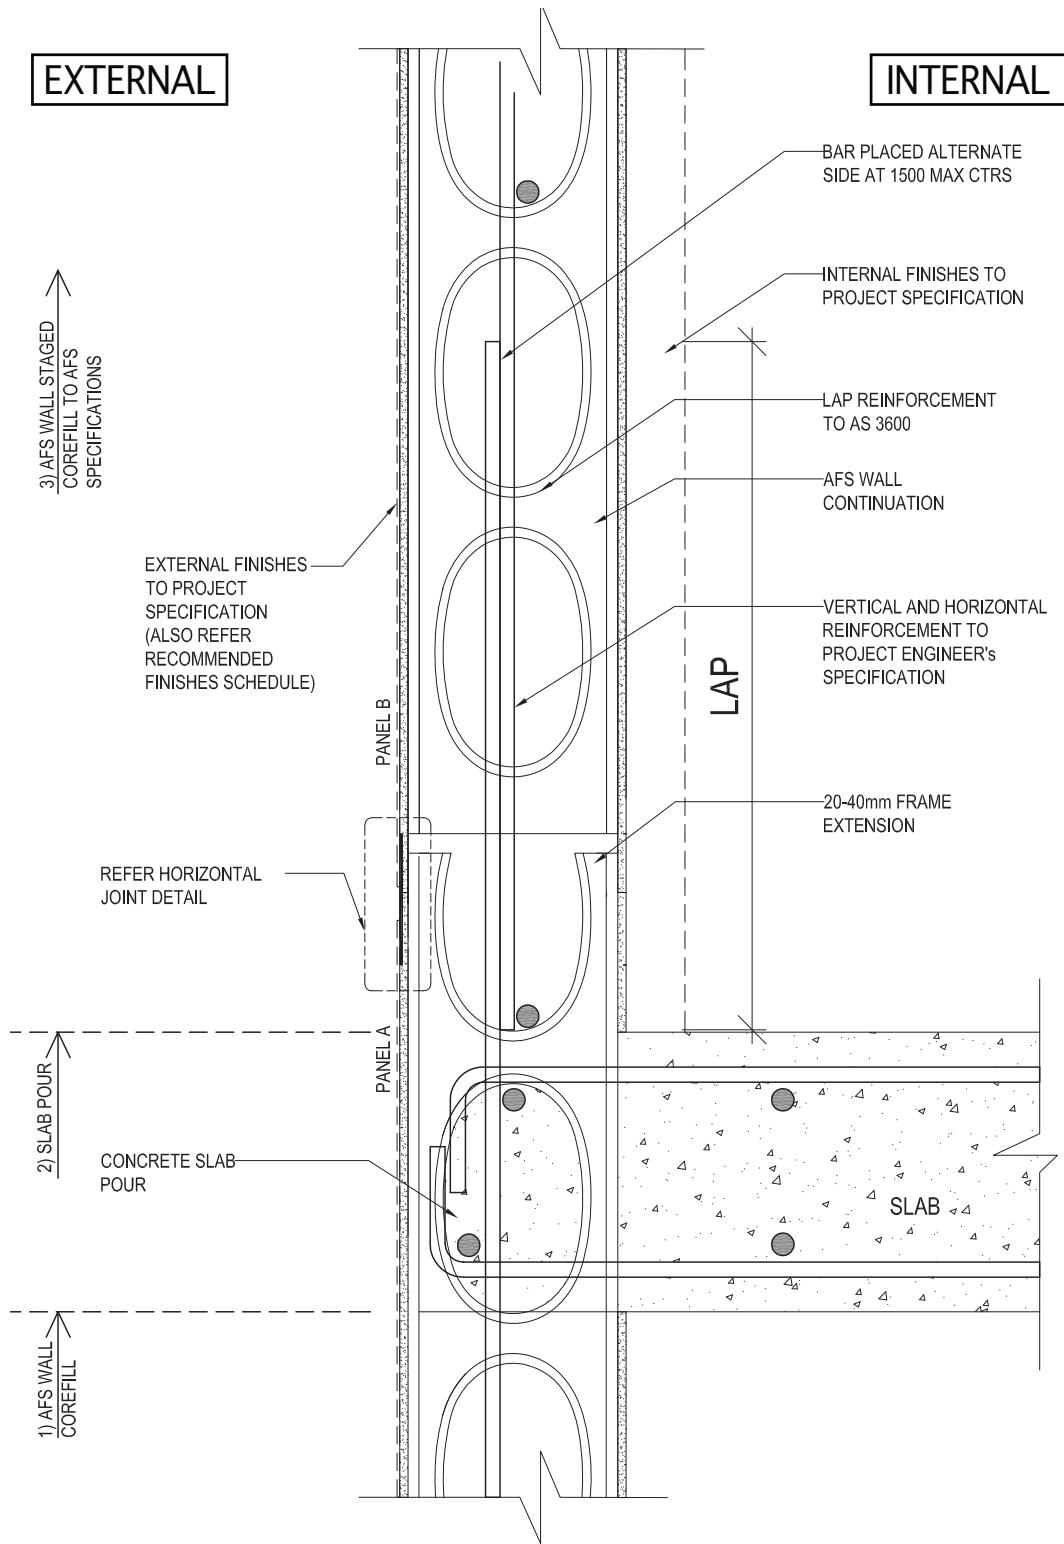 EXTERNAL
INTERNAL
BAR PLACED ALTERNATE
SIDE AT 1500 MAX CTRS
INTERNAL FINISHES TO
PROJECT SPECIFICATION
3) AFS WALL STAGED
COREFILL TO AFS
SPECIFICATIONS
LAP REINFORCEMENT
TO AS 3600
AFS WALL
CONTINUATION
EXTERNAL FINISHES
TO PROJECT
SPECIFICATION
(ALSO REFER
RECOMMENDED
FINISHES SCHEDULE)
VERTICAL AND HORIZONTAL
REINFORCEMENT TO
PROJECT ENGINEER's
SPECIFICATION
LAP
PANEL B
20-40mm FRAME
EXTENSION
REFER HORIZONTAL
JOINT DETAIL
PANEL A
2) SLAB POUR
CONCRETE SLAB
POUR
SLAB
1) AFS WALL
COREFILL